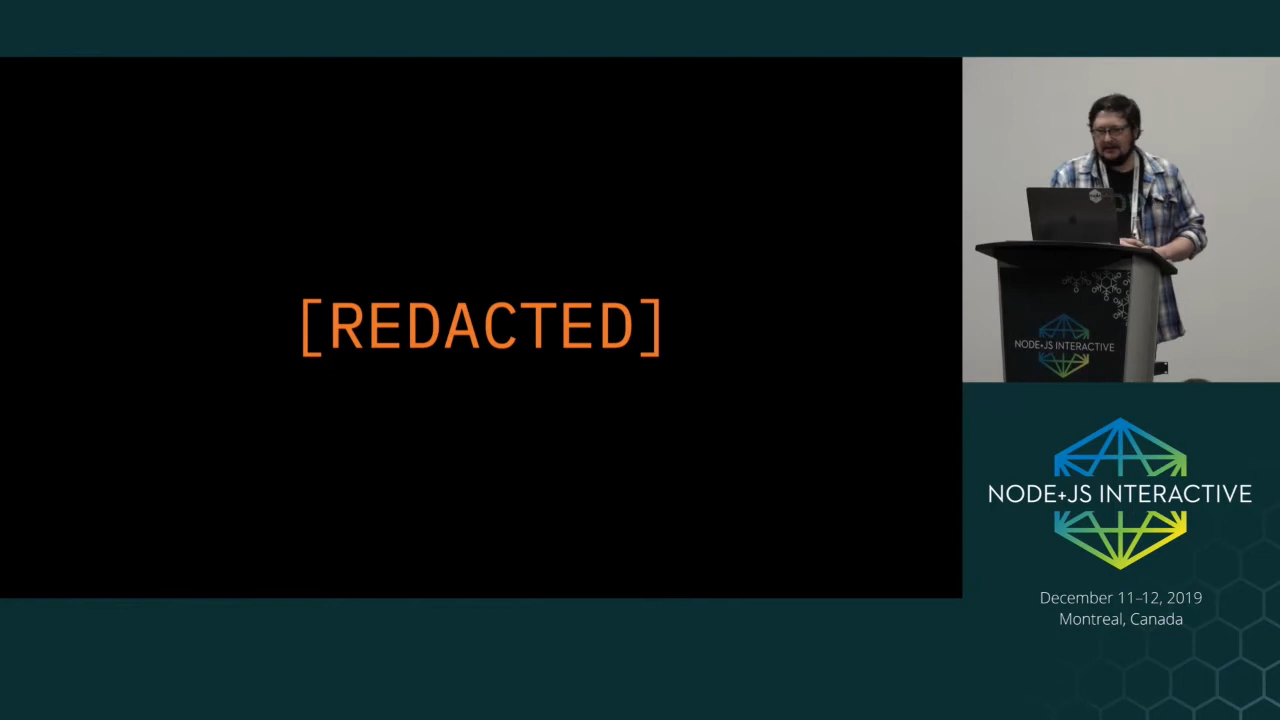 [REDACTED]
NODE+JS INTERACTIVE
NODE+JS INTERACTIVE
December 11–12, 2019
Montreal, Canada